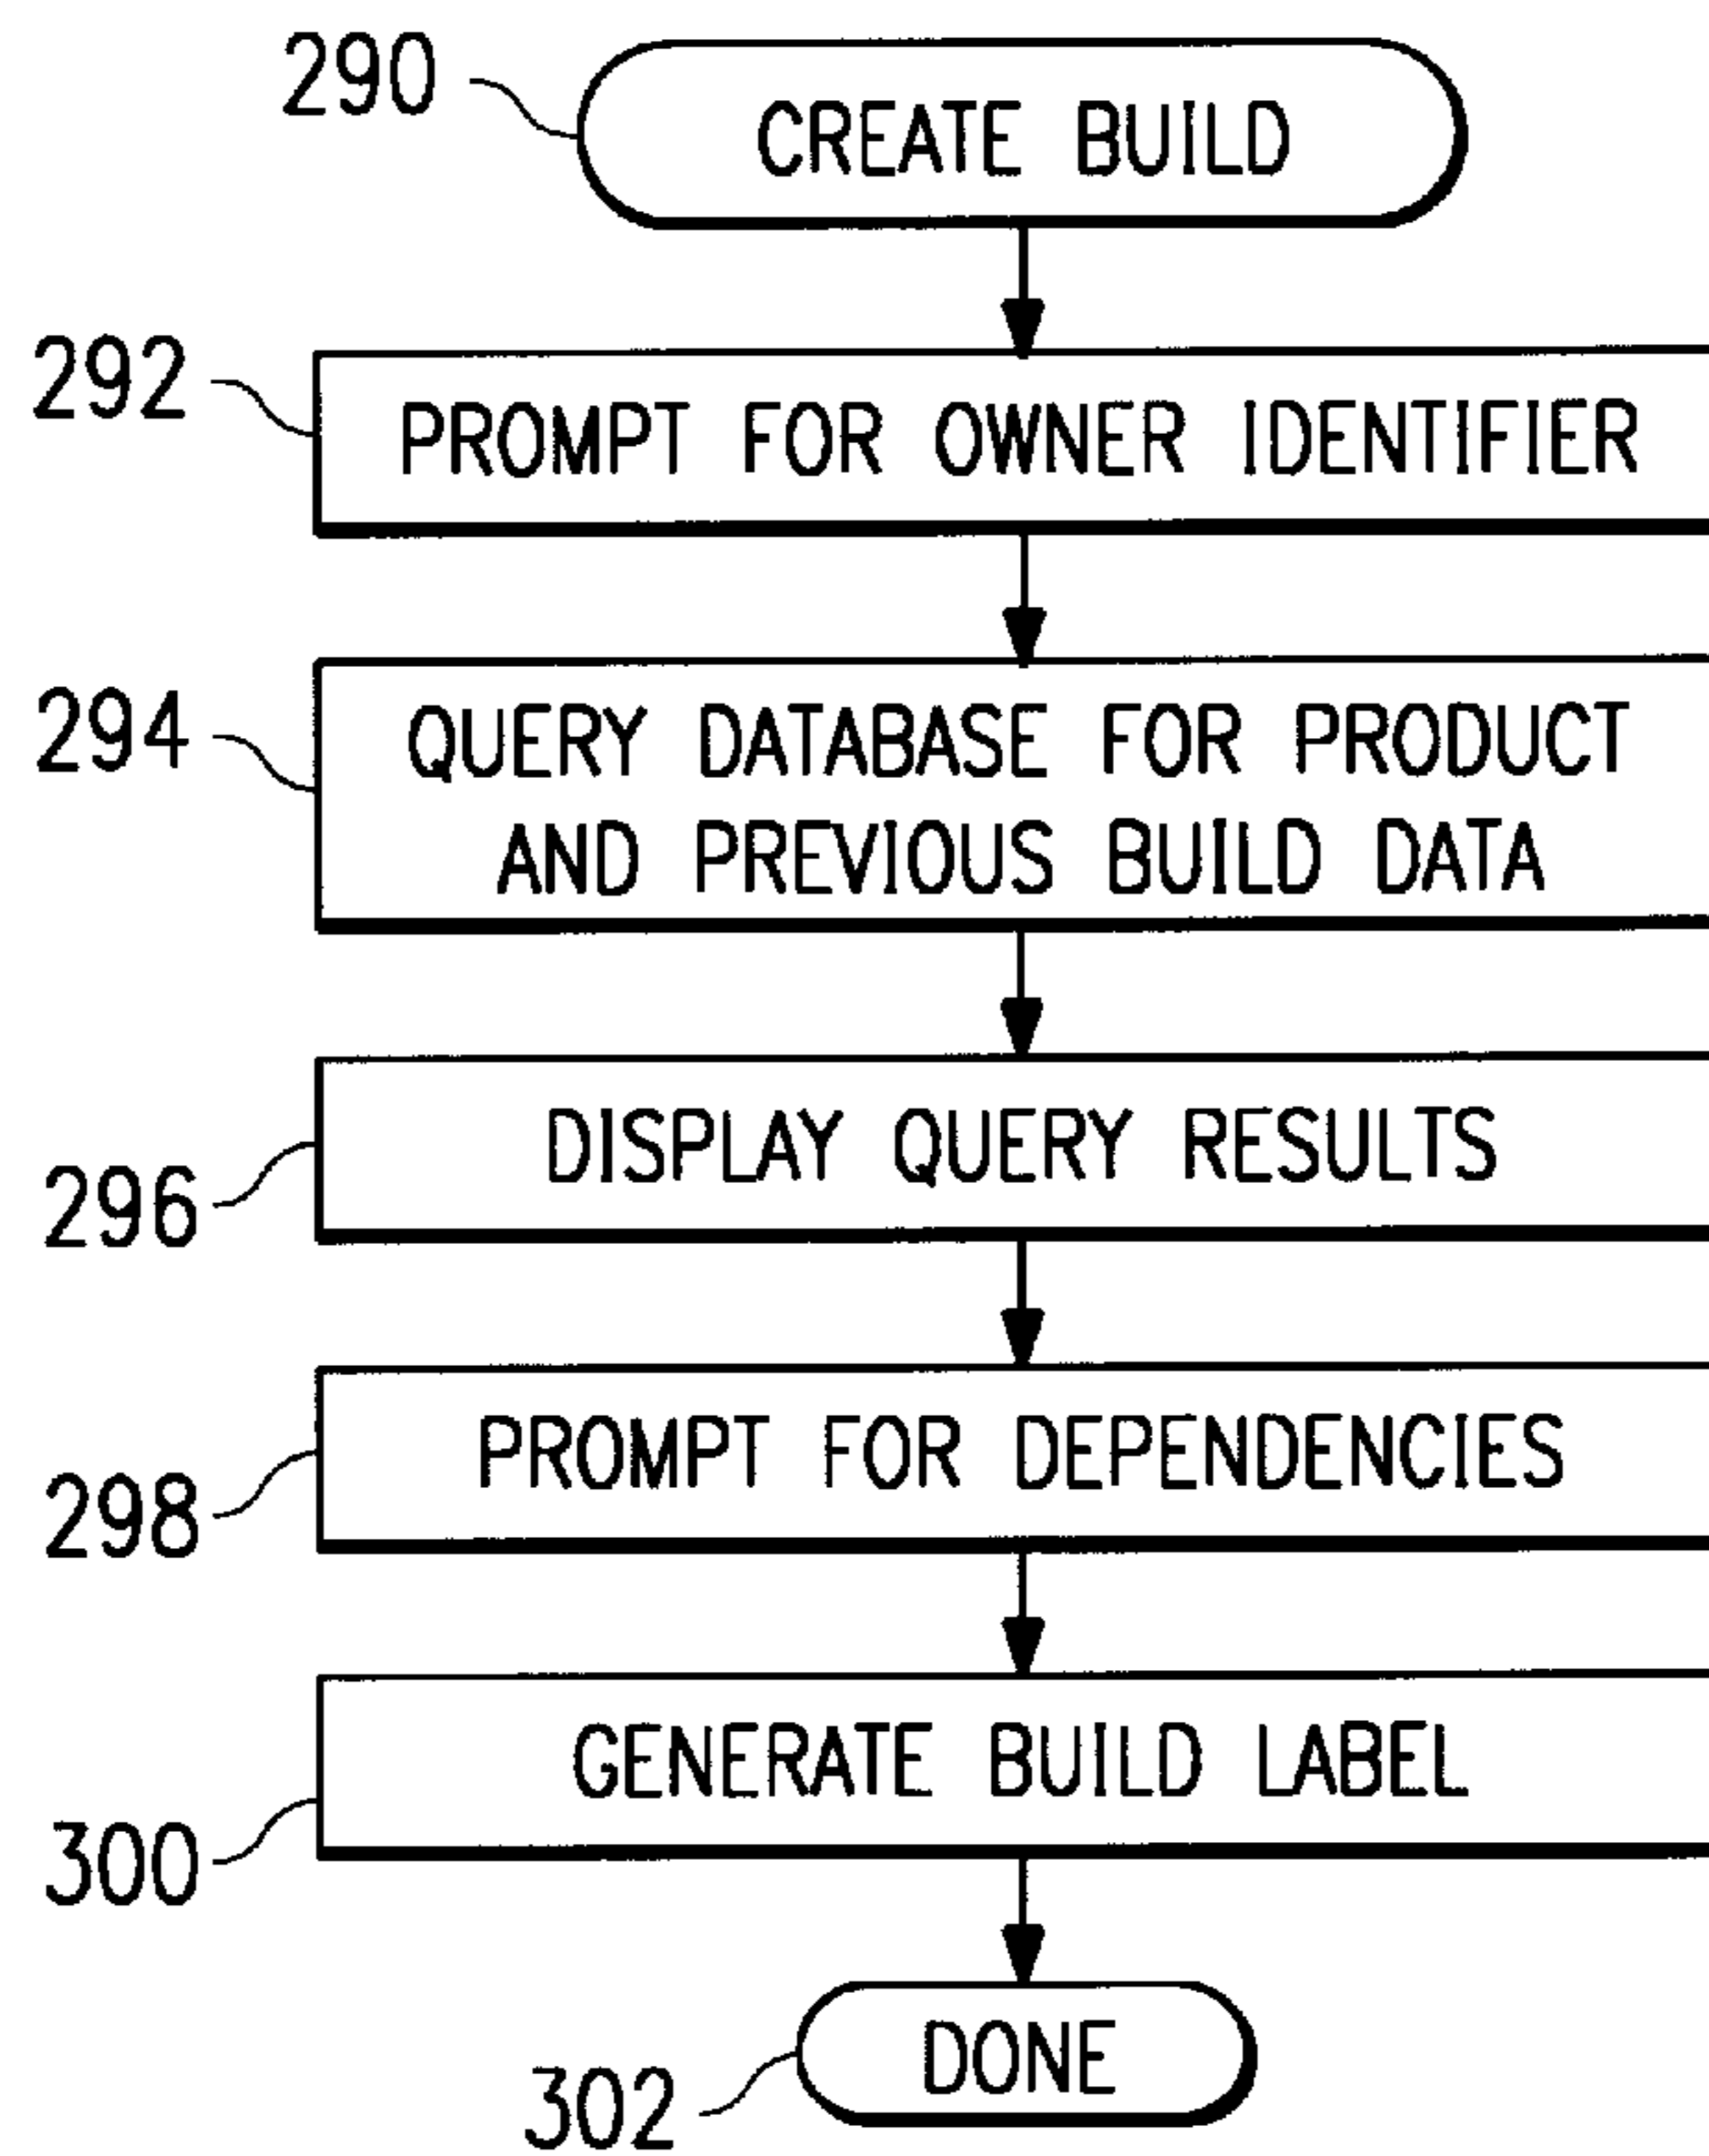 290
CREATE BUILD
292
PROMPT FOR OWNER IDENTIFIER
294
QUERY DATABASE FOR PRODUCT
AND PREVIOUS BUILD DATA
296
DISPLAY QUERY RESULTS
298
PROMPT FOR DEPENDENCIES
300
GENERATE BUILD LABEL
302
DONE